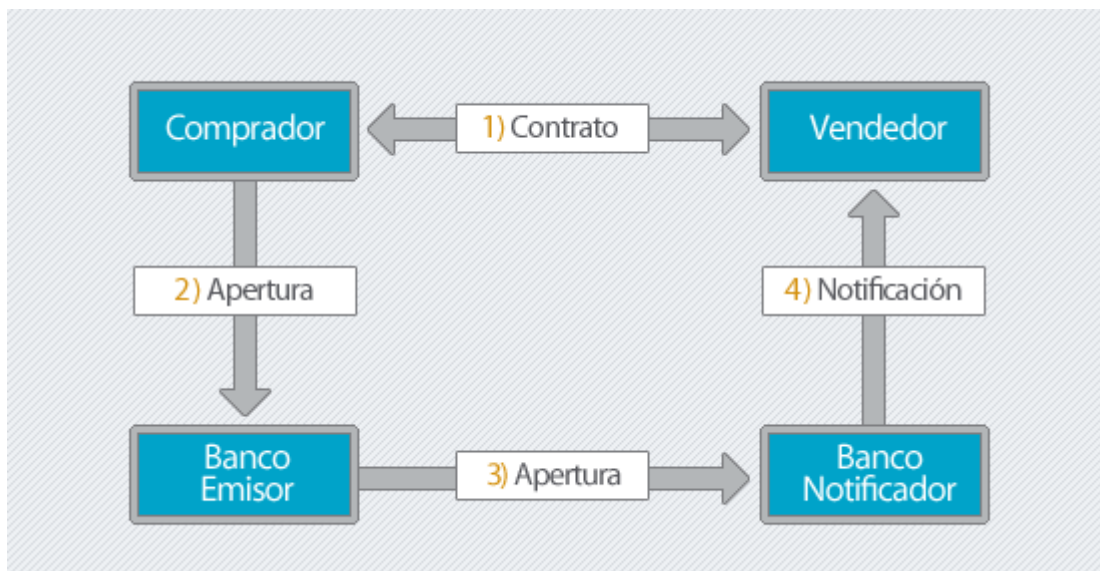 Comprador
1) Contrato
Vendedor
2) Apertura
4) Notificación
Banco
Emisor
3) Apertura
Banco
Notificador